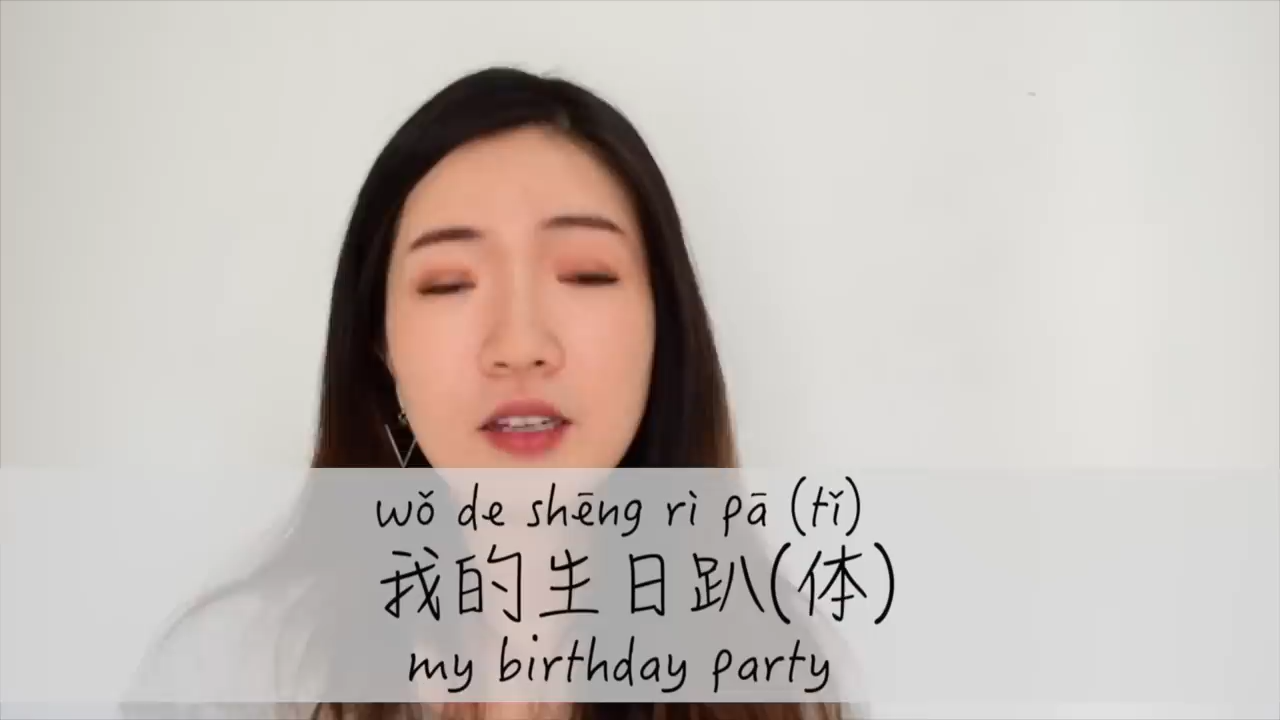 wǒ de shēng rì pā (tǐ)
我的生日趴(体)
my birthday party